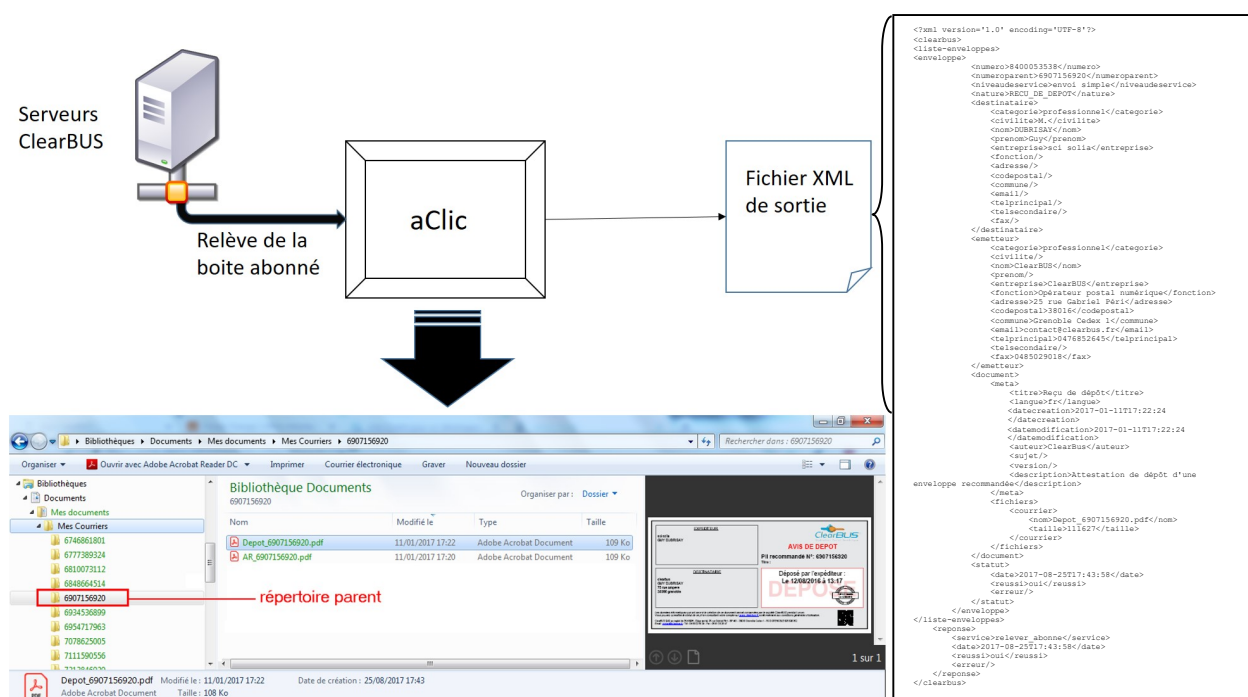 Serveurs
ClearBUS
Relève de la
boite abonné
aClic
Fichier XML
de sortie
<?xml version='1.0' encoding='UTF-8'?>
<clearbus>
<liste-enveloppes>
<enveloppe>
<numero>8400053538</numero>
<numeroparent>6907156920</numeroparent>
<niveaudeservice>envoi simple</niveaudeservice>
<nature>RECU_DE_DEPOT</nature>
<destinataire>
<categorie>professionnel</categorie>
<civilite>M.</civilite>
<nom>DUBRISAY</nom>
<prenom>Guy</prenom>
<entreprise>sci solia</entreprise>
<fonction/>
<adresse/>
<codepostal/>
<commune/>
<email/>
<telprincipal/>
<telsecondaire/>
<fax/>
</destinataire>
<emetteur>
<categorie>professionnel</categorie>
<civilite/>
<nom>ClearBUS</nom>
<prenom/>
<entreprise>ClearBUS</entreprise>
<fonction>Opérateur postal numérique</fonction>
<adresse>25 rue Gabriel Péri</adresse>
<codepostal>38016</codepostal>
<commune>Grenoble Cedex 1</commune>
<email>contact@clearbus.fr</email>
<telprincipal>0476852645</telprincipal>
<telsecondaire/>
<fax>0485029018</fax>
</emetteur>
<document>
<meta>
<titre>Reçu de dépôt</titre>
<langue>fr</langue>
<datecreation>2017-01-11T17:22:24
</datecreation>
<datemodification>2017-01-11T17:22:24
</datemodification>
<auteur>ClearBus</auteur>
<sujet/>
<version/>
<description>Attestation de dépôt d'une
enveloppe recommandée</description>
</meta>
<fichiers>
<courrier>
<nom>Depot_6907156920.pdf</nom>
<taille>111627</taille>
</courrier>
</fichiers>
</document>
<statut>
<date>2017-08-25T17:43:58</date>
<reussi>oui</reussi>
<erreur/>
</statut>
</enveloppe>
</liste-enveloppes>
<reponse>
<service>relever_abonne</service>
<date>2017-08-25T17:43:58</date>
<reussi>oui</reussi>
<erreur/>
</reponse>
</clearbus>
Bibliothèques ▸ Documents ▸ Mes documents ▸ Mes Courriers ▸ 6907156920
Rechercher dans : 6907156920
Organiser
Ouvrir avec Adobe Acrobat Reader DC
Imprimer
Courrier électronique
Graver
Nouveau dossier
Bibliothèques
Documents
Mes documents
Mes Courriers
6746861801
6777389324
6810073112
6848664514
6907156920
6934536899
6954717963
7078625005
7111590556
Bibliothèque Documents
6907156920
Organiser par : Dossier
Nom Modifié le Type Taille
Depot_6907156920.pdf 11/01/2017 17:22 Adobe Acrobat Document 109 Ko
AR_6907156920.pdf 11/01/2017 17:20 Adobe Acrobat Document 109 Ko
répertoire parent
EXPEDITEUR
GUY DUBRISAY
ClearBUS
AVIS DE DEPOT
Pli recommandé N°: 6907156920
DESTINATAIRE
Déposé par l'expéditeur :
Le 12/08/2016 à 13:17
DEPOSE
1 sur 1
Depot_6907156920.pdf Modifié le : 11/01/2017 17:22 Date de création : 25/08/2017 17:43
Adobe Acrobat Document Taille : 108 Ko
PDF